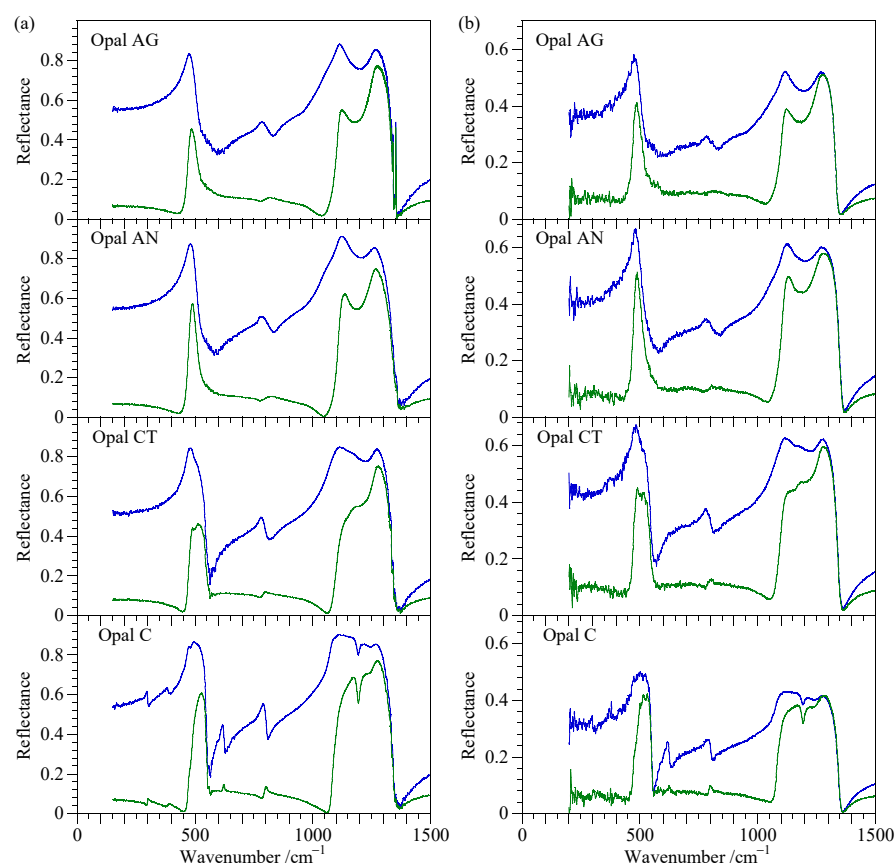 (a)
(b)
Opal AG
Opal AG
Reflectance
Reflectance
0.8
0.6
0.4
0.2
0
0.6
0.4
0.2
0
Opal AN
Opal AN
Reflectance
Reflectance
0.8
0.6
0.4
0.2
0
0.6
0.4
0.2
0
Opal CT
Opal CT
Reflectance
Reflectance
0.8
0.6
0.4
0.2
0
0.6
0.4
0.2
0
Opal C
Opal C
Reflectance
Reflectance
0.8
0.6
0.4
0.2
0
0.6
0.4
0.2
0
500 1000 1500
0 500 1000 1500
Wavenumber /cm⁻¹
Wavenumber /cm⁻¹